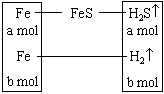 Fe — FeS — H₂S↑
a mol a mol
Fe — H₂↑
b mol b mol